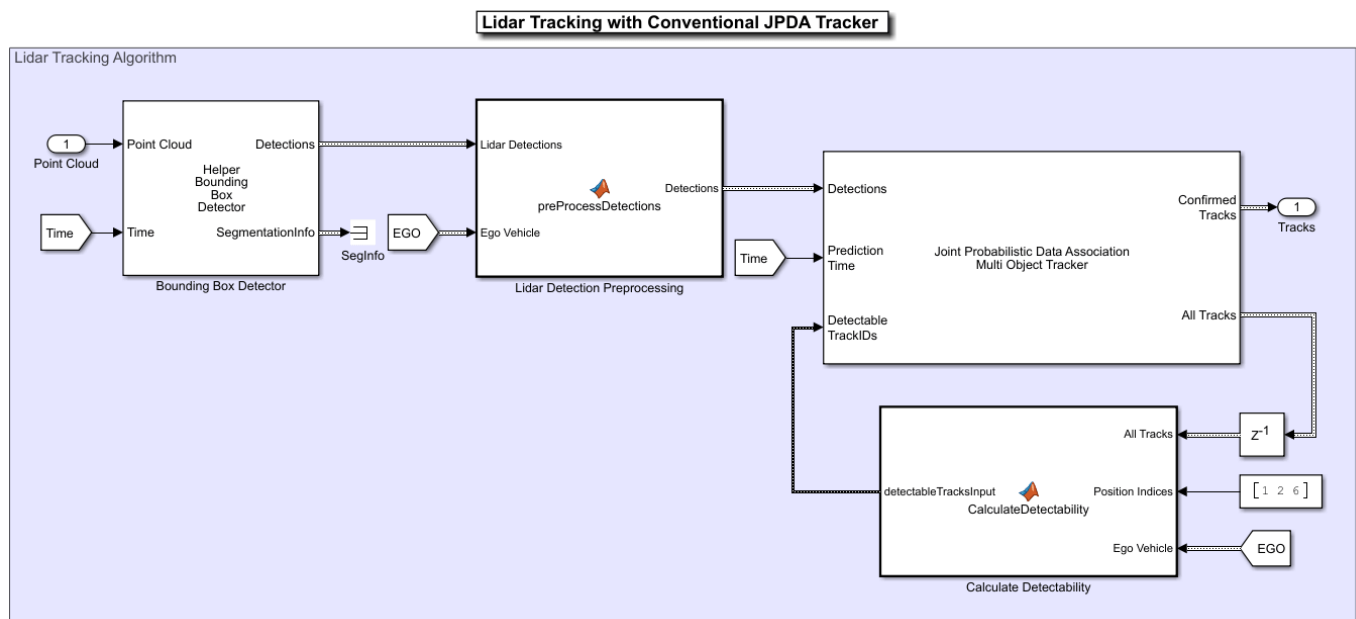 Lidar Tracking with Conventional JPDA Tracker
Lidar Tracking Algorithm
1
Point Cloud
Time
Point Cloud
Detections
Helper
Bounding
Box
Detector
Time
SegmentationInfo
Bounding Box Detector
SegInfo
EGO
Lidar Detections
Detections
preProcessDetections
Ego Vehicle
Lidar Detection Preprocessing
Time
Detections
Prediction
Time
Detectable
TrackIDs
Joint Probabilistic Data Association
Multi Object Tracker
Confirmed
Tracks
All Tracks
1
Tracks
All Tracks
detectableTracksInput
CalculateDetectability
Position Indices
Ego Vehicle
Calculate Detectability
Z-1
[1 2 6]
EGO